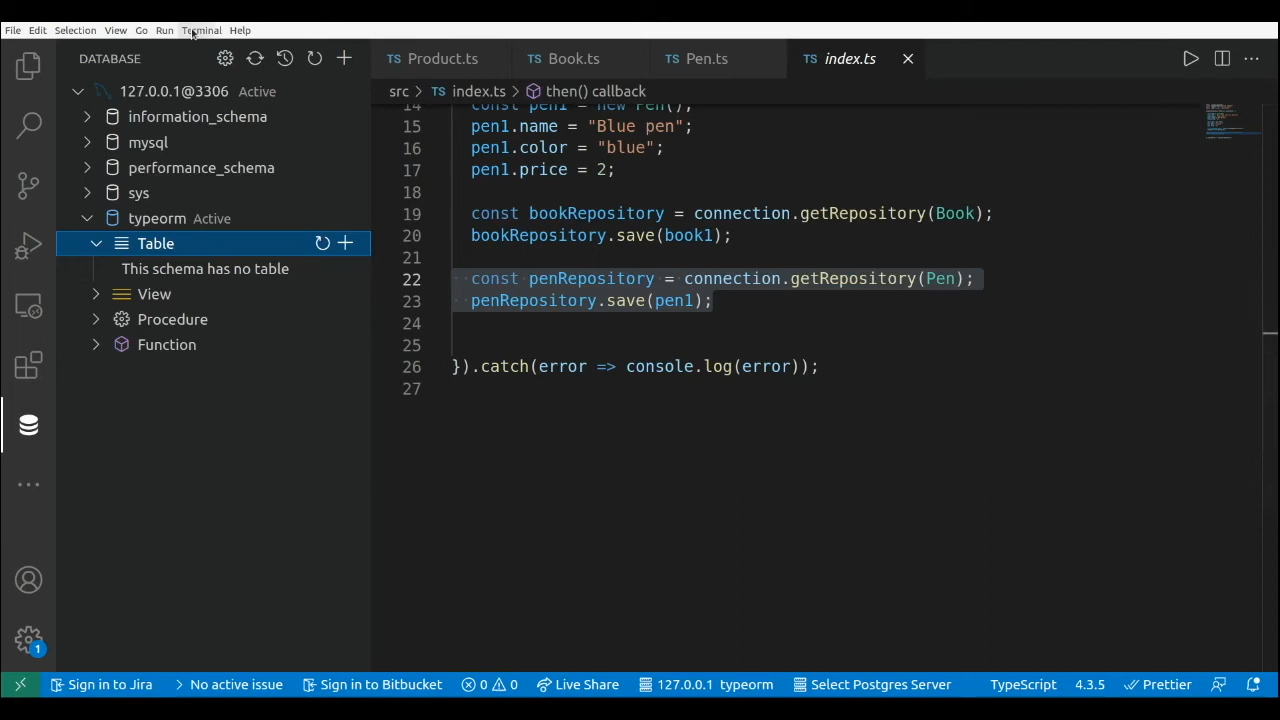 File Edit Selection View Go Run Terminal Help
DATABASE
127.0.0.1@3306 Active
information_schema
mysql
performance_schema
sys
typeorm Active
Table
This schema has no table
View
Procedure
Function
1
TS Product.ts TS Book.ts TS Pen.ts TS index.ts
src > TS index.ts > then() callback
14 const pen1 = new Pen();
15 pen1.name = "Blue pen";
16 pen1.color = "blue";
17 pen1.price = 2;
18
19 const bookRepository = connection.getRepository(Book);
20 bookRepository.save(book1);
21
22 const penRepository = connection.getRepository(Pen);
23 penRepository.save(pen1);
24
25
26 }).catch(error => console.log(error));
27
Sign in to Jira No active issue Sign in to Bitbucket 0 0 Live Share 127.0.0.1 typeorm Select Postgres Server TypeScript 4.3.5 Prettier